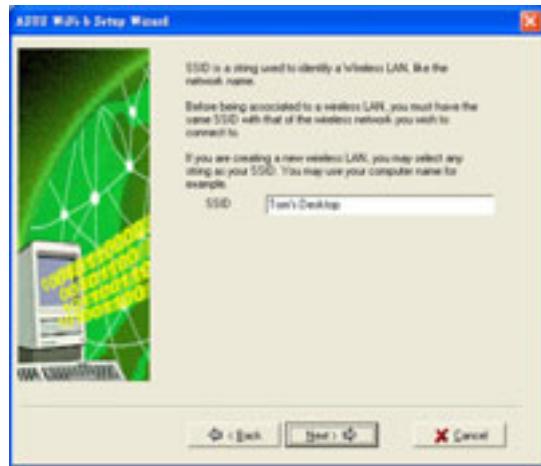 ASUS WiFi-b Setup Wizard
SSID is a string used to identify a Wireless LAN, like the
network name.
Before being associated to a wireless LAN, you must have the
same SSID with that of the wireless network you wish to
connect to.
If you are creating a new wireless LAN, you may select any
string as your SSID. You may use your computer name for
example.
SSID Tom's Desktop
< Back Next > Cancel